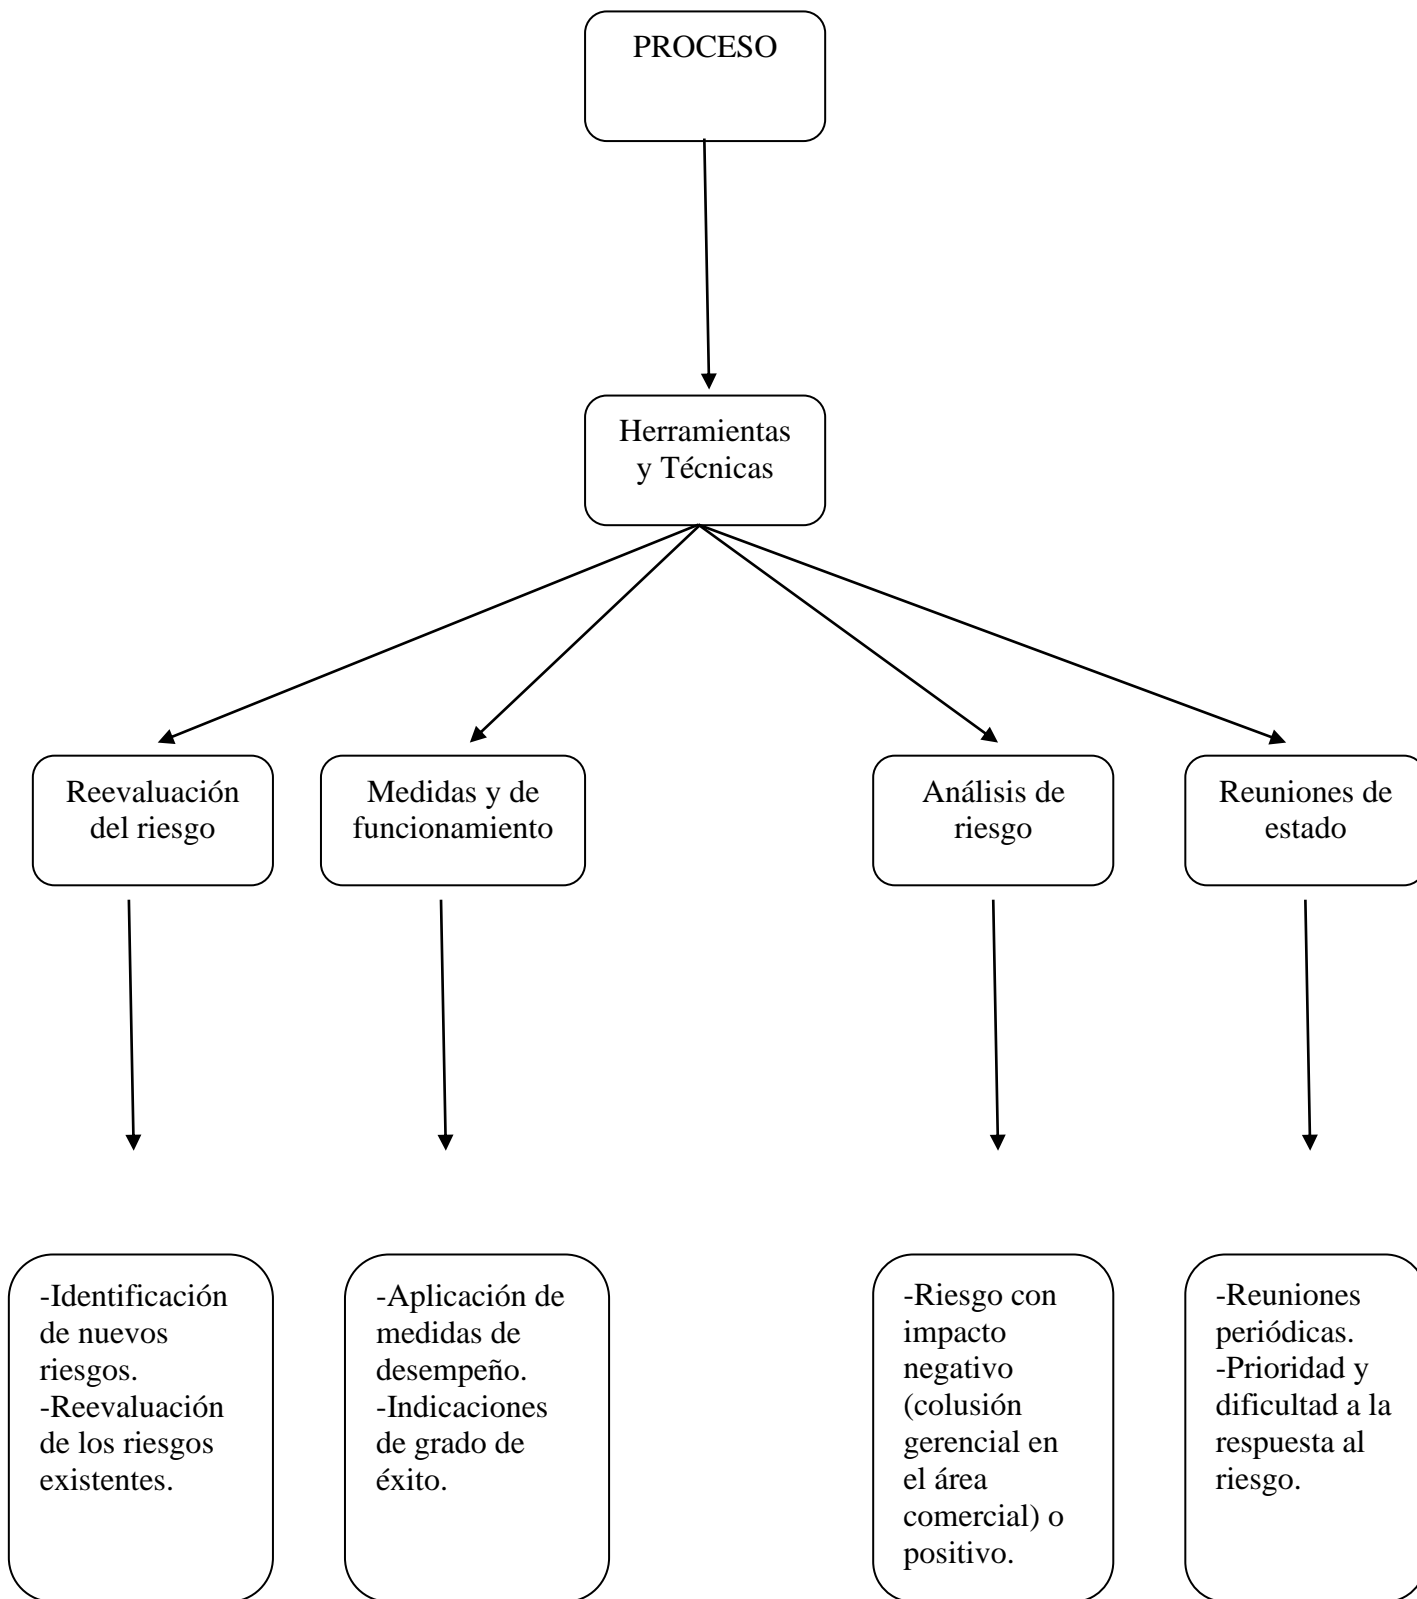 PROCESO
Herramientas
y Técnicas
Reevaluación
del riesgo
Medidas y de
funcionamiento
Análisis de
riesgo
Reuniones de
estado
-Identificación
de nuevos
riesgos.
-Reevaluación
de los riesgos
existentes.
-Aplicación de
medidas de
desempeño.
-Indicaciones
de grado de
éxito.
-Riesgo con
impacto
negativo
(colusión
gerencial en
el área
comercial) o
positivo.
-Reuniones
periódicas.
-Prioridad y
dificultad a la
respuesta al
riesgo.